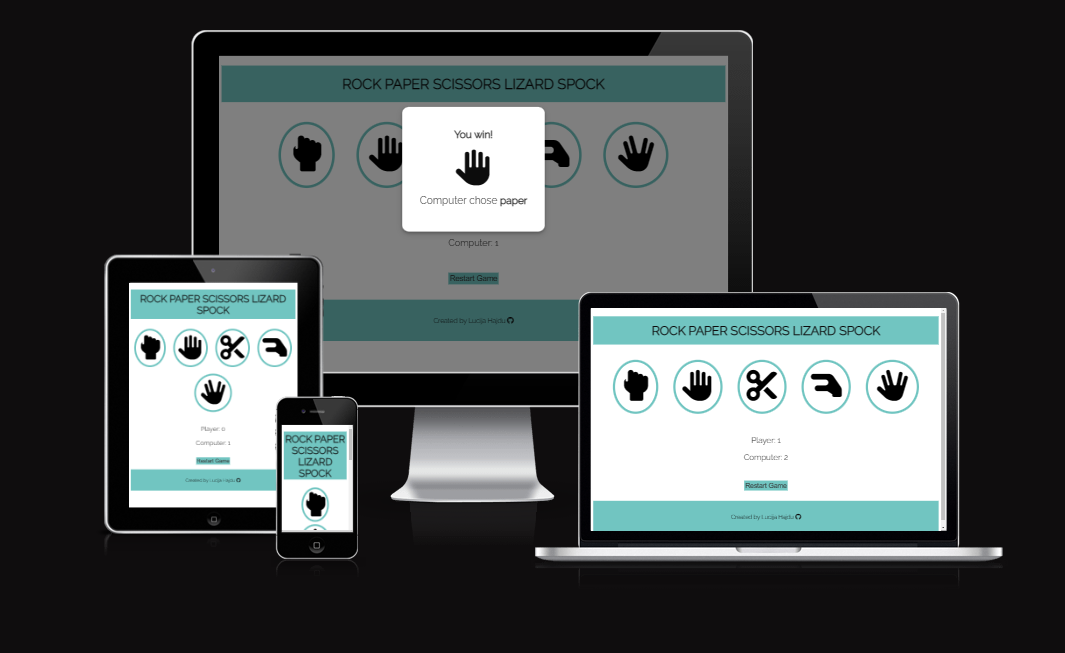 ROCK PAPER SCISSORS LIZARD SPOCK
You win!
Computer chose paper
Computer: 1
Restart Game
Created by Lucija Hajdu
ROCK PAPER SCISSORS LIZARD
SPOCK
Player: 0
Computer: 1
Restart Game
Created by Lucija Hajdu
ROCK PAPER
SCISSORS
LIZARD
SPOCK
ROCK PAPER SCISSORS LIZARD SPOCK
Player: 1
Computer: 2
Restart Game
Created by Lucija Hajdu